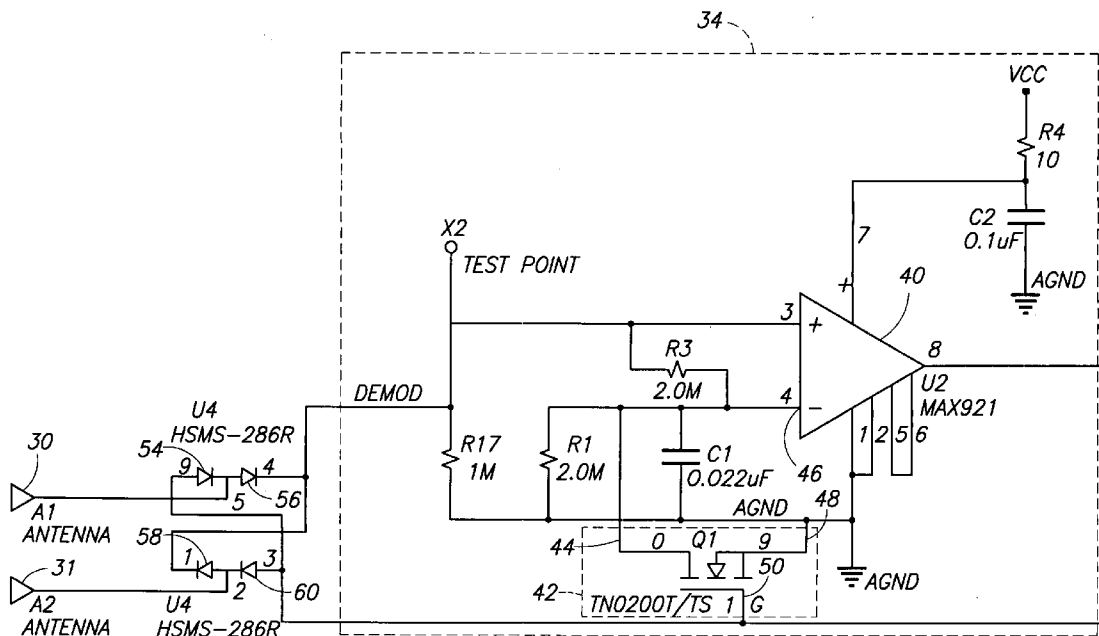 34
VCC
R4
10
7
C2
0.1uF
X2
TEST POINT
AGND
+
40
3
+
8
R3
2.0M
U2
MAX921
DEMOD
4
−
1
2
5
6
U4
HSMS-286R
54
30
R17
1M
R1
2.0M
C1
0.022uF
46
9
4
AGND
48
A1
ANTENNA
5
56
58
44
0
Q1
9
50
31
1
3
AGND
42
A2
ANTENNA
2
60
TN0200T/TS
1
G
U4
HSMS-286R